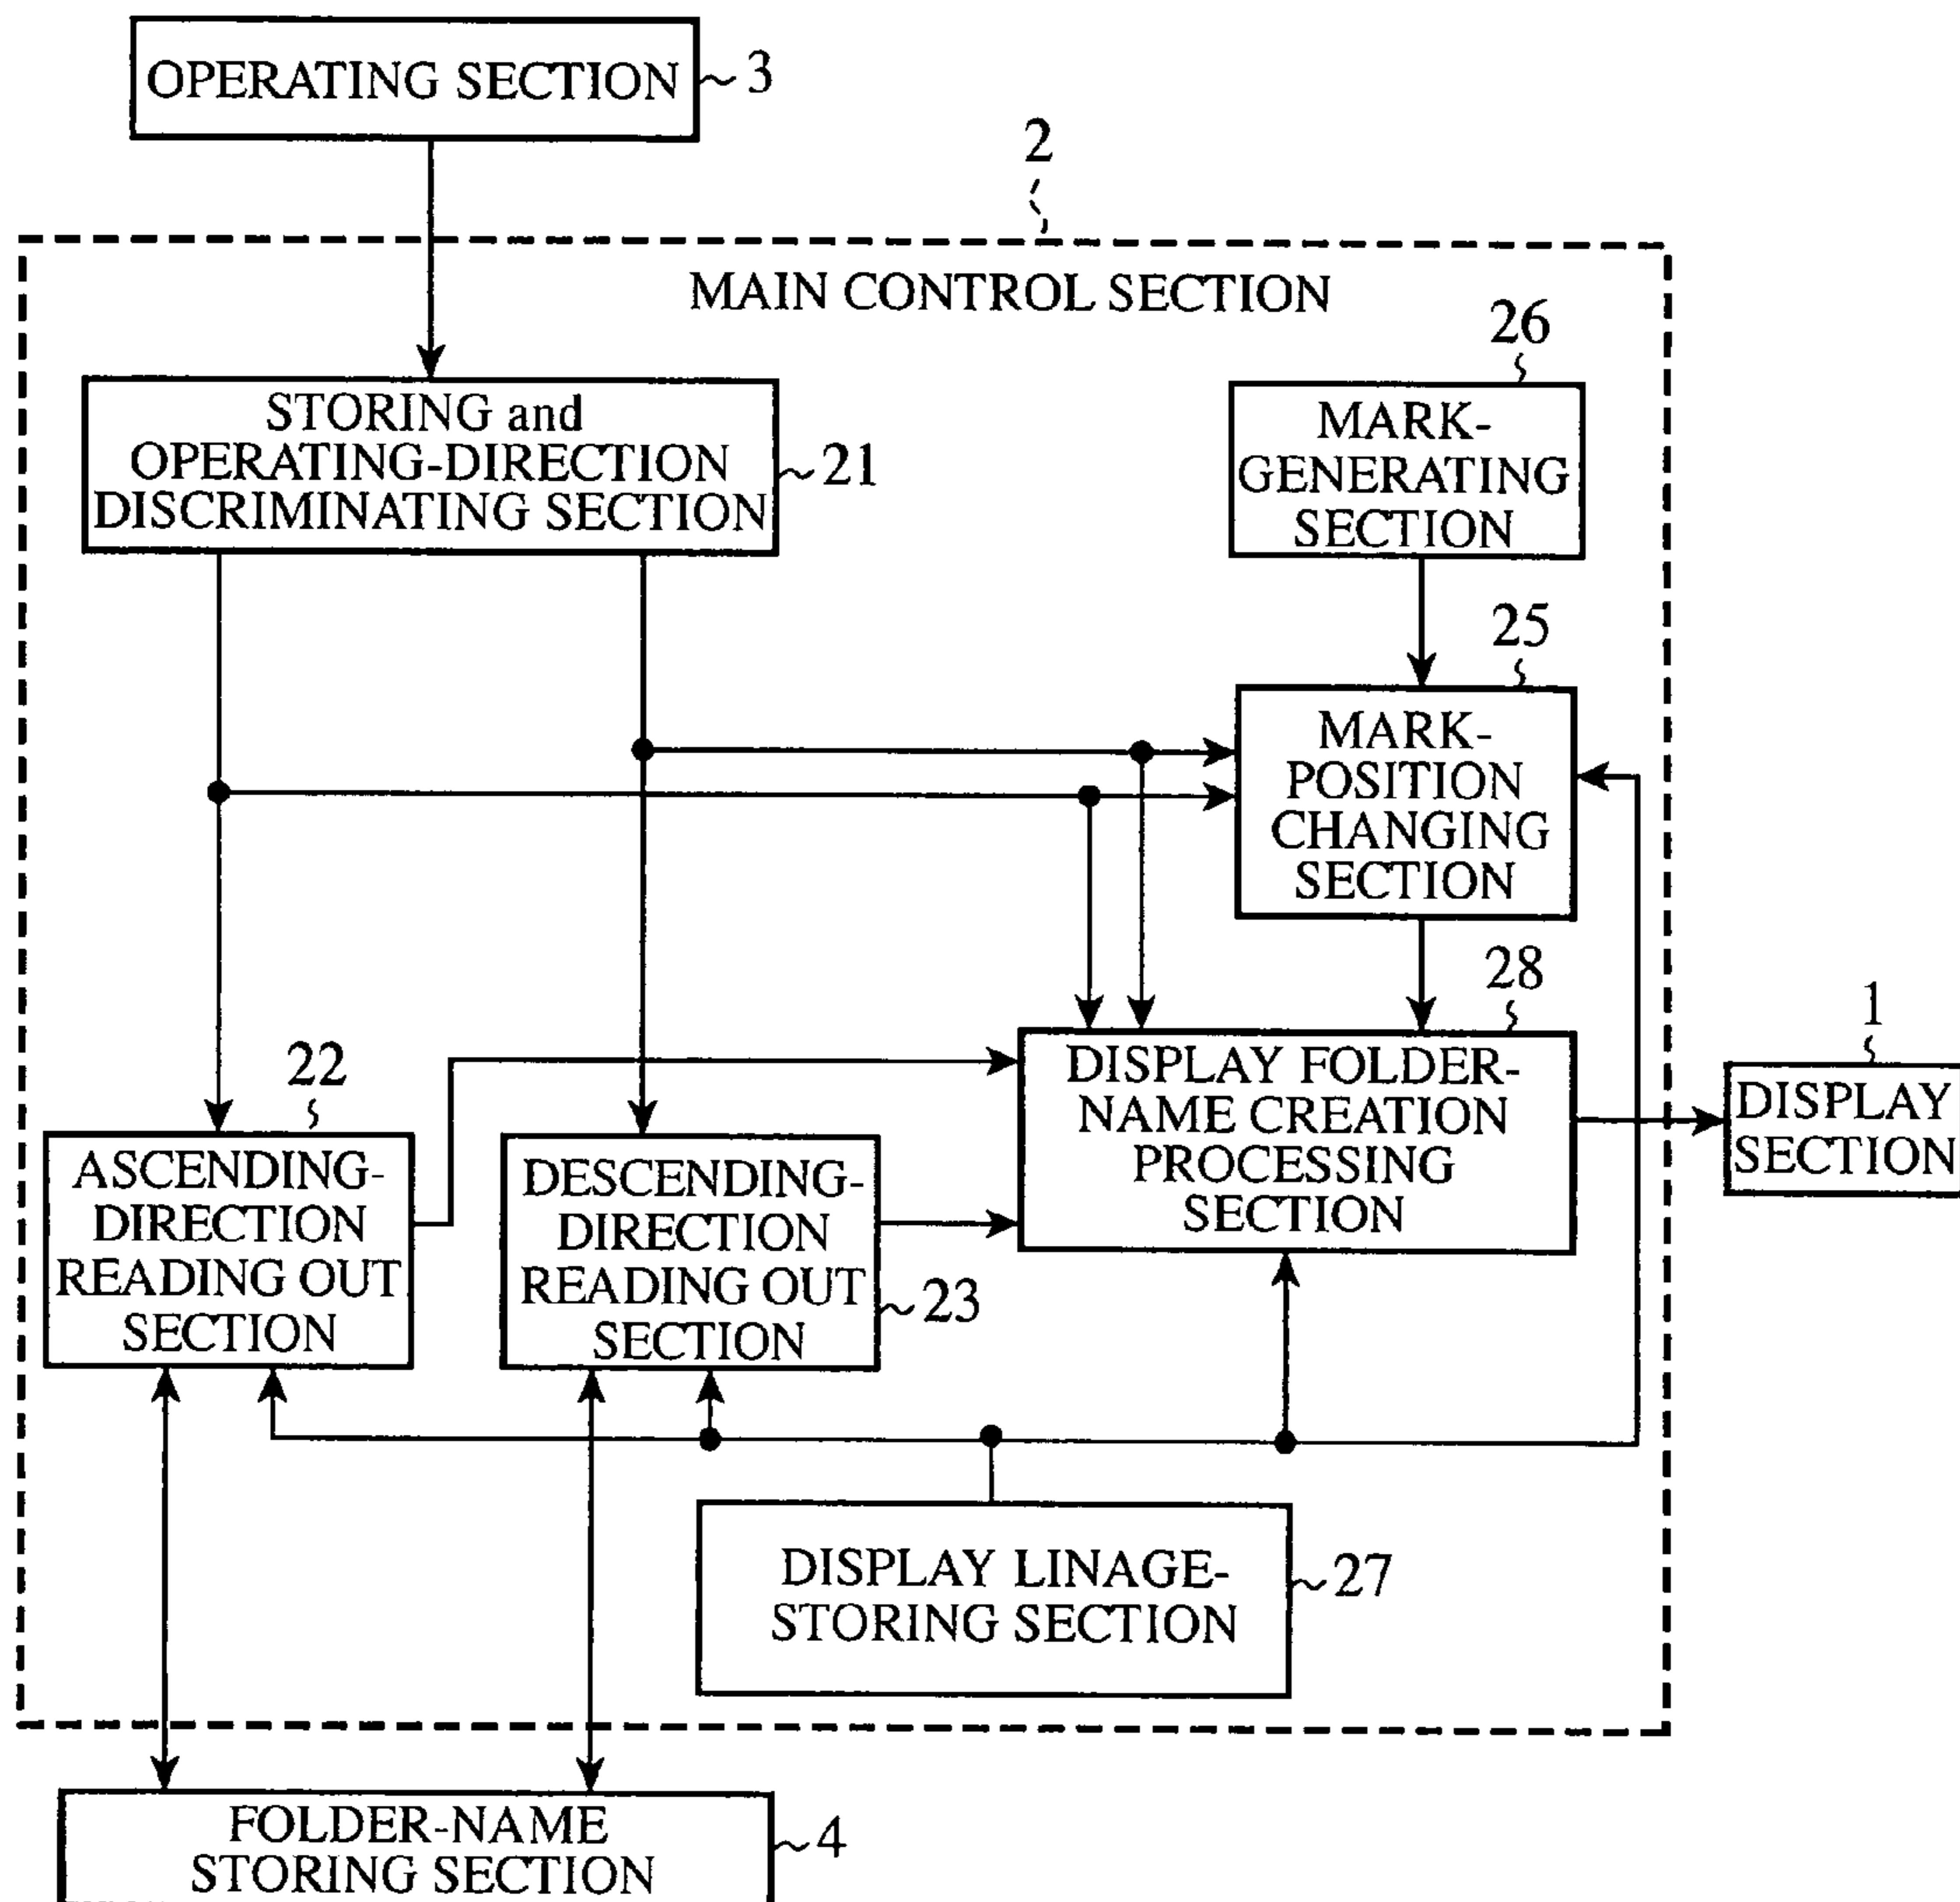 OPERATING SECTION
3
2
MAIN CONTROL SECTION
STORING and
OPERATING-DIRECTION
DISCRIMINATING SECTION
21
26
MARK-
GENERATING
SECTION
25
MARK-
POSITION
CHANGING
SECTION
28
DISPLAY FOLDER-
NAME CREATION
PROCESSING
SECTION
1
DISPLAY
SECTION
22
ASCENDING-
DIRECTION
READING OUT
SECTION
DESCENDING-
DIRECTION
READING OUT
SECTION
23
DISPLAY LINAGE-
STORING SECTION
27
FOLDER-NAME
STORING SECTION
4